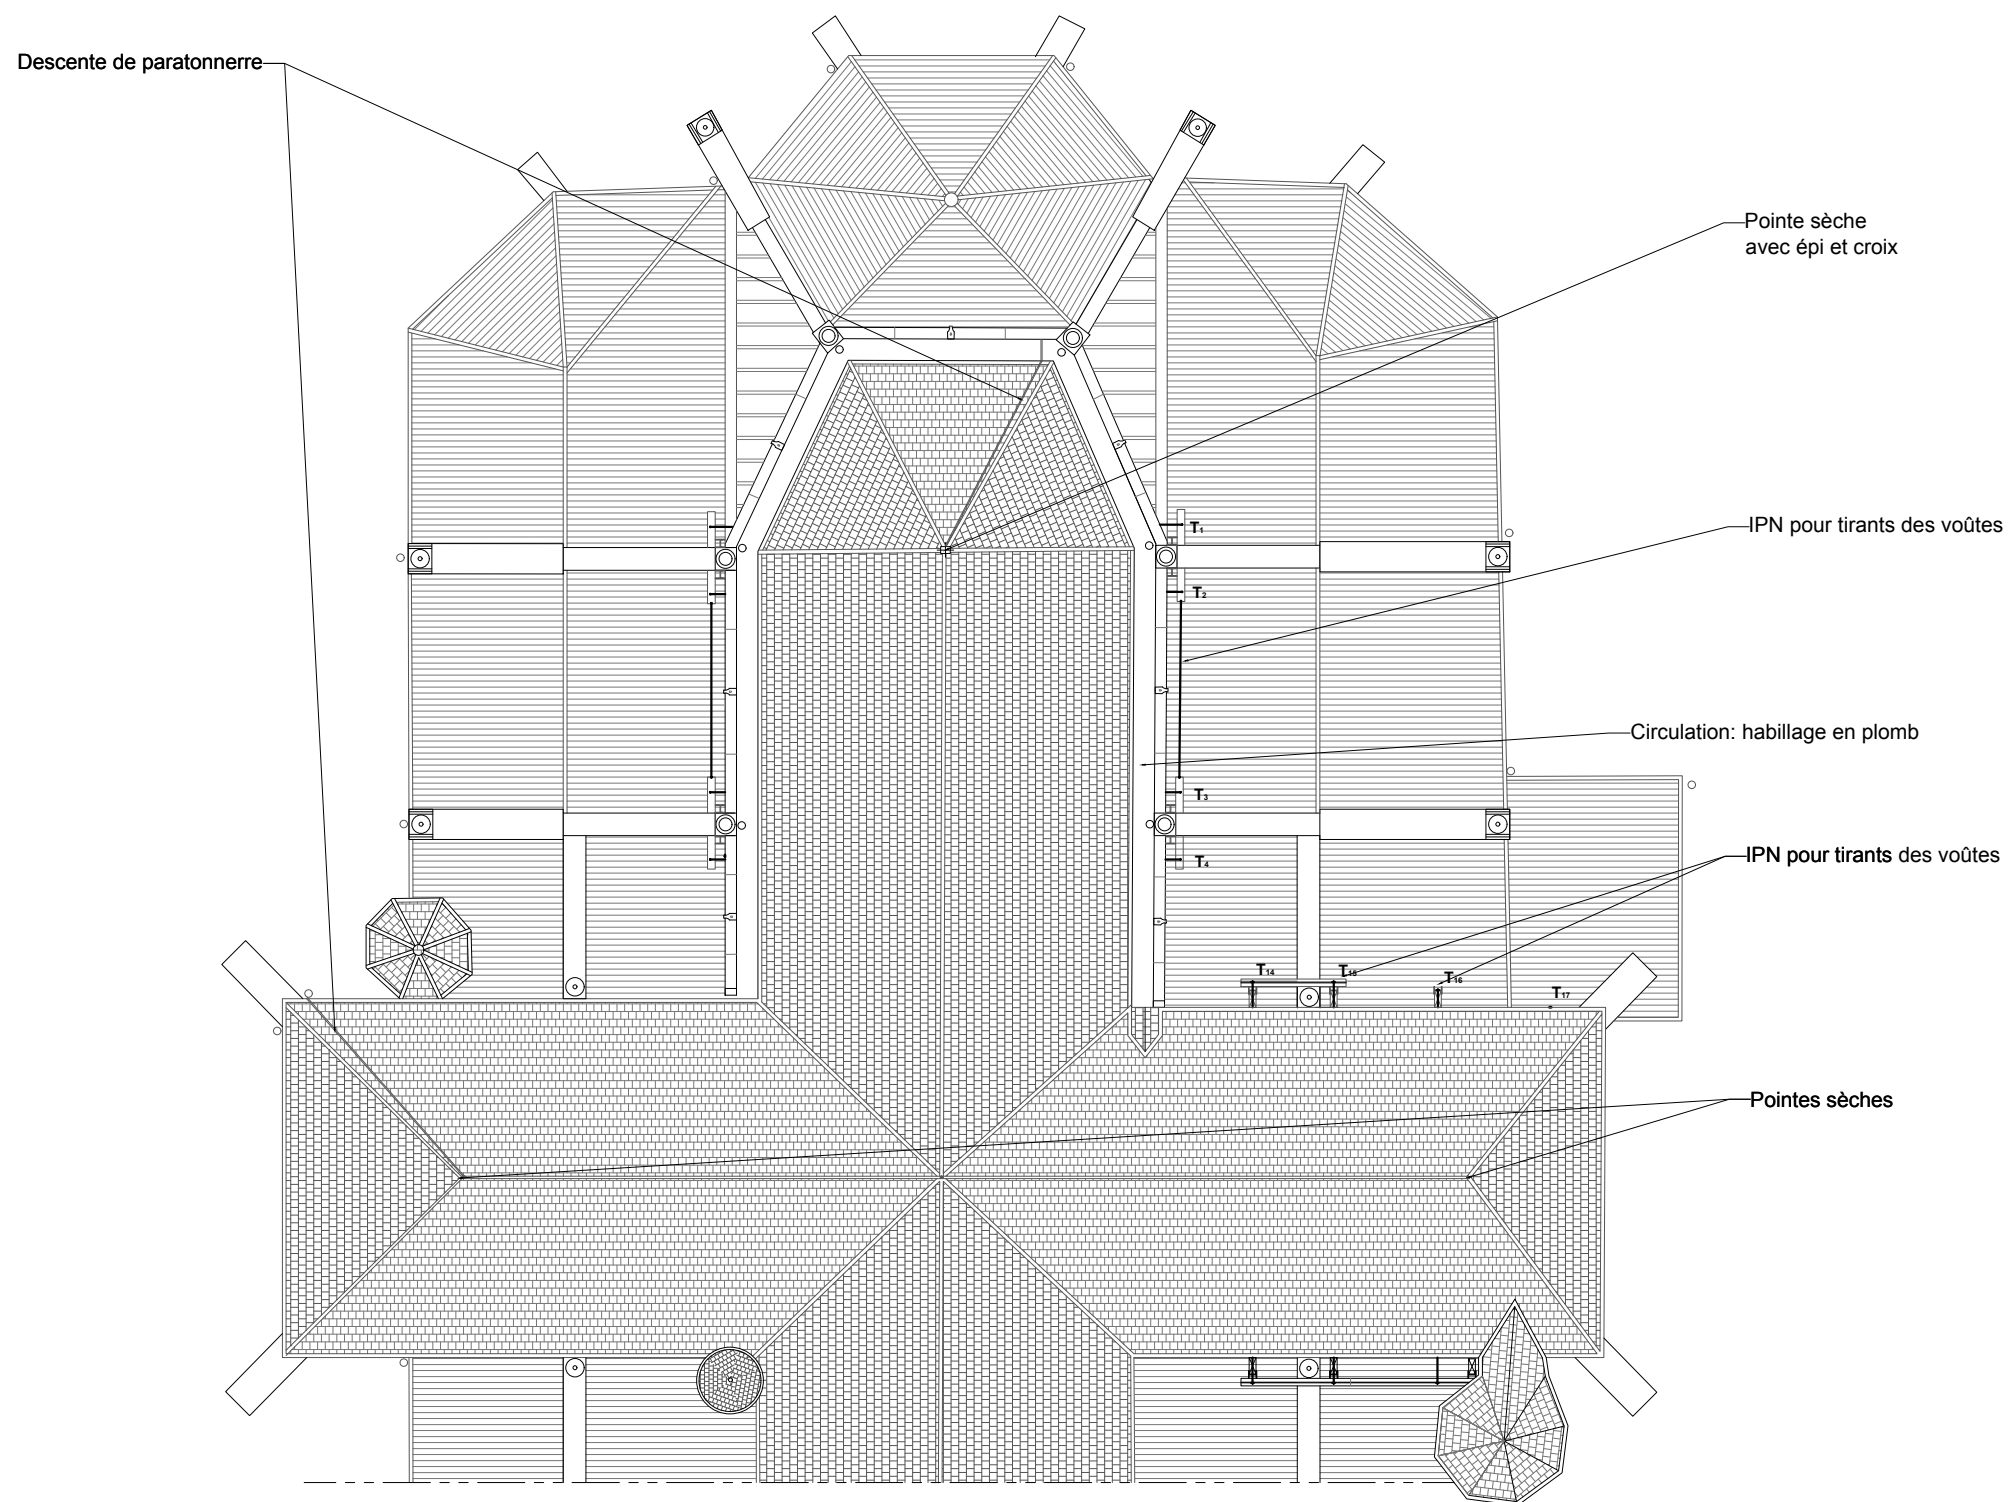 Descente de paratonnerre
Pointe sèche
avec épi et croix
T1
IPN pour tirants des voûtes
T2
Circulation: habillage en plomb
T3
T4
IPN pour tirants des voûtes
T14
T15
T16
T17
Pointes sèches